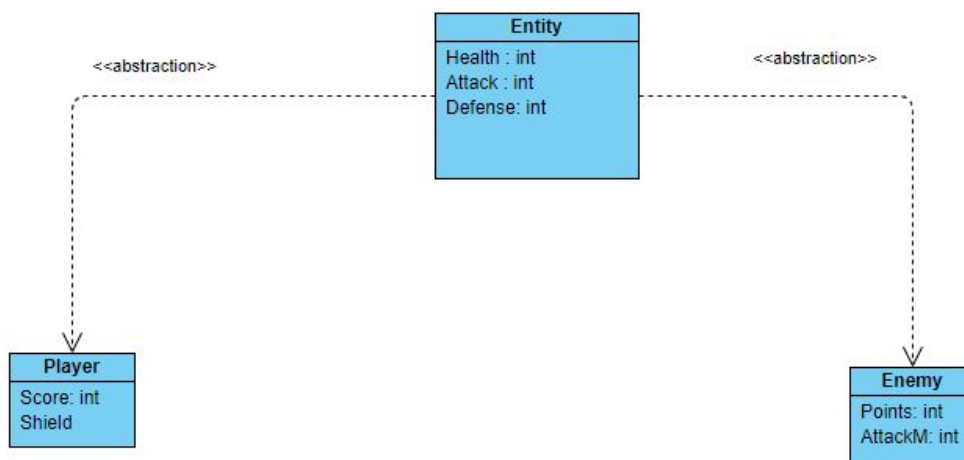 Entity
Health : int
Attack : int
Defense: int
<<abstraction>>
<<abstraction>>
Player
Score: int
Shield
Enemy
Points: int
AttackM: int